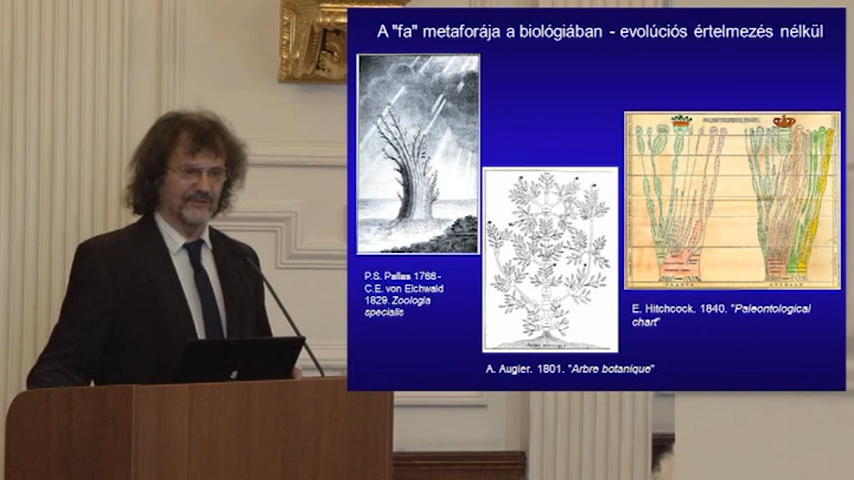 A "fa" metaforája a biológiában - evolúciós értelmezés nélkül
P.S. Pallas 1766 -
C.E. von Eichwald
1829. Zoologia
specialis
A. Augier. 1801. "Arbre botanique"
E. Hitchcock. 1840. "Paleontological
chart"